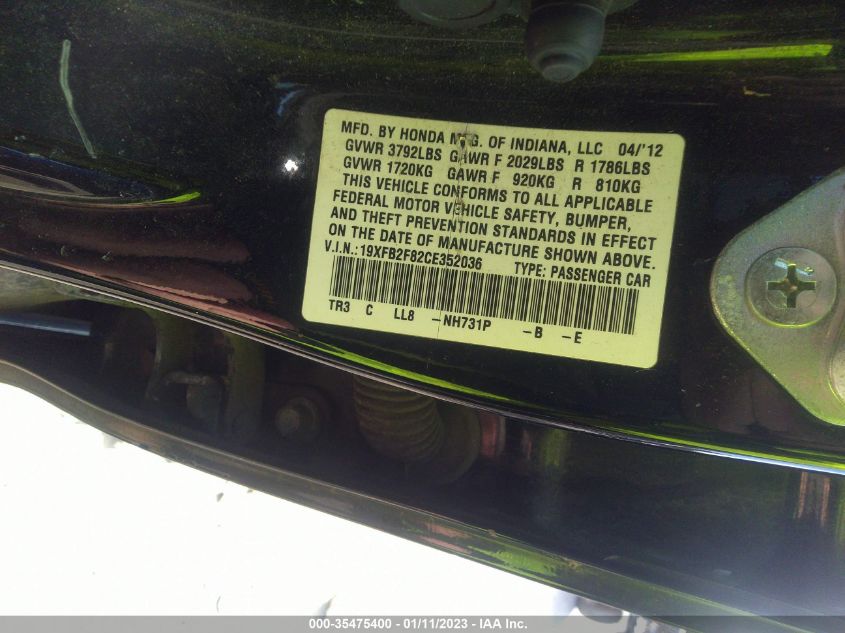 MFD. BY HONDA MFG. OF INDIANA, LLC 04/'12
GVWR 3792LBS GAWR F 2029LBS R 1786LBS
GVWR 1720KG GAWR F 920KG R 810KG
THIS VEHICLE CONFORMS TO ALL APPLICABLE
FEDERAL MOTOR VEHICLE SAFETY, BUMPER,
AND THEFT PREVENTION STANDARDS IN EFFECT
ON THE DATE OF MANUFACTURE SHOWN ABOVE.
V.I.N.: 19XFB2F82CE352036 TYPE: PASSENGER CAR
TR3 C LL8 -NH731P -B -E
000-35475400 - 01/11/2023 - IAA Inc.